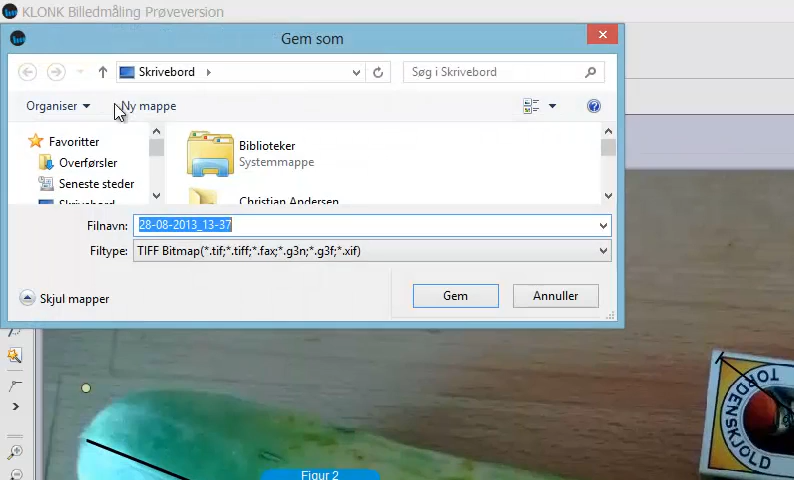 KLONK Billedmåling Prøveversion
Gem som
Skrivebord
Søg i Skrivebord
Organiser
Ny mappe
Favoritter
Overførsler
Seneste steder
Skrivebord
Biblioteker
Systemmappe
Christian Andersen
Filnavn: 28-08-2013_13-37
Filtype: TIFF Bitmap(*.tif;*.tiff;*.fax;*.g3n;*.g3f;*.xif)
Skjul mapper
Gem
Annuller
TORDENSKJOLD
Figur 2